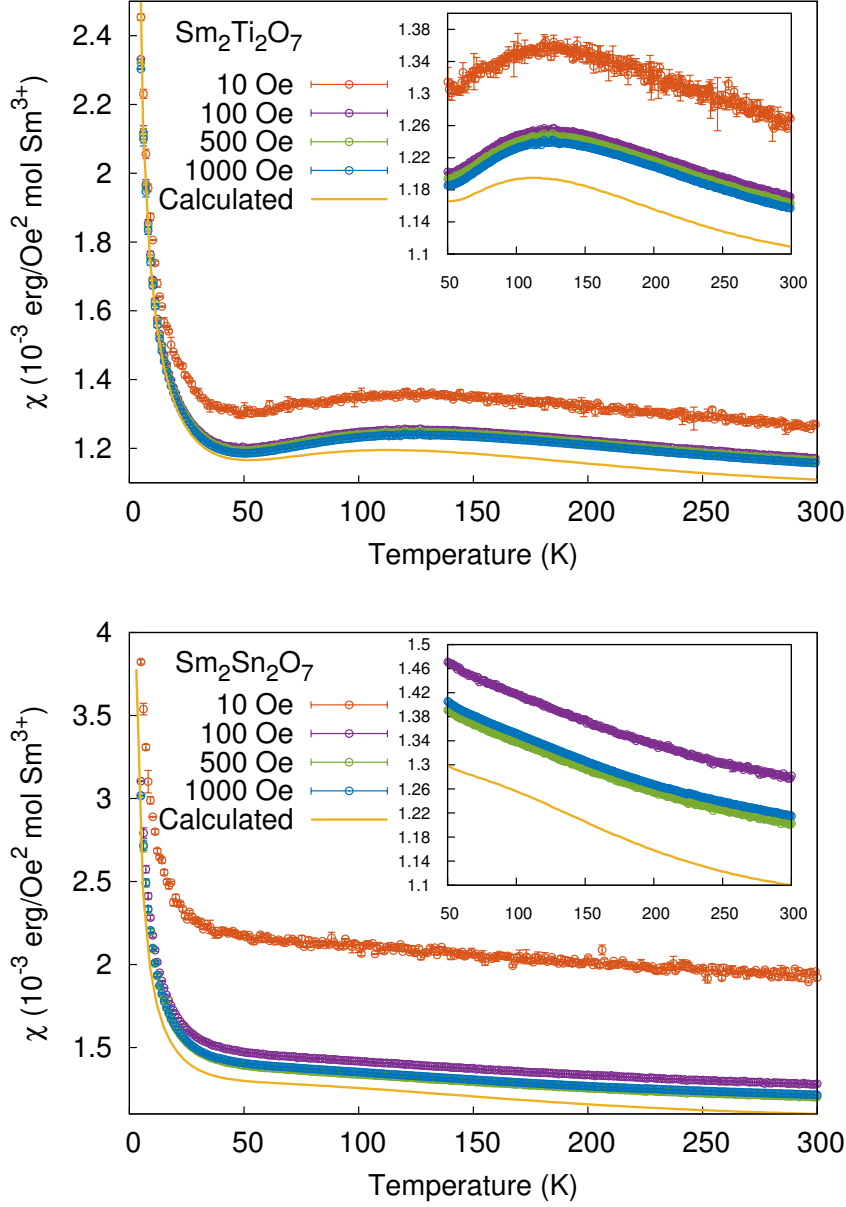 Sm2Ti2O7
10 Oe
100 Oe
500 Oe
1000 Oe
Calculated
χ (10-3 erg/Oe2 mol Sm3+)
2.4
2.2
2
1.8
1.6
1.4
1.2
0 50 100 150 200 250 300
Temperature (K)
1.38
1.34
1.3
1.26
1.22
1.18
1.14
1.1
50 100 150 200 250 300
Sm2Sn2O7
10 Oe
100 Oe
500 Oe
1000 Oe
Calculated
χ (10-3 erg/Oe2 mol Sm3+)
4
3.5
3
2.5
2
1.5
0 50 100 150 200 250 300
Temperature (K)
1.5
1.46
1.42
1.38
1.34
1.3
1.26
1.22
1.18
1.14
1.1
50 100 150 200 250 300